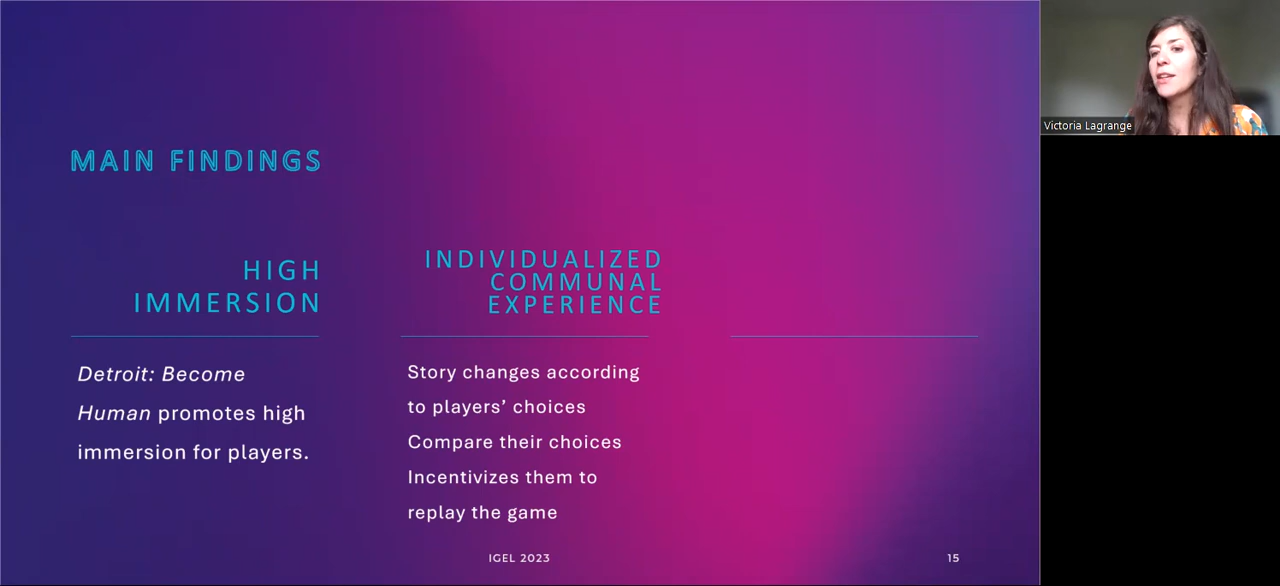 MAIN FINDINGS
HIGH
IMMERSION
Detroit: Become
Human promotes high
immersion for players.
INDIVIDUALIZED
COMMUNAL
EXPERIENCE
Story changes according
to players’ choices
Compare their choices
Incentivizes them to
replay the game
IGEL 2023
15
Victoria Lagrange